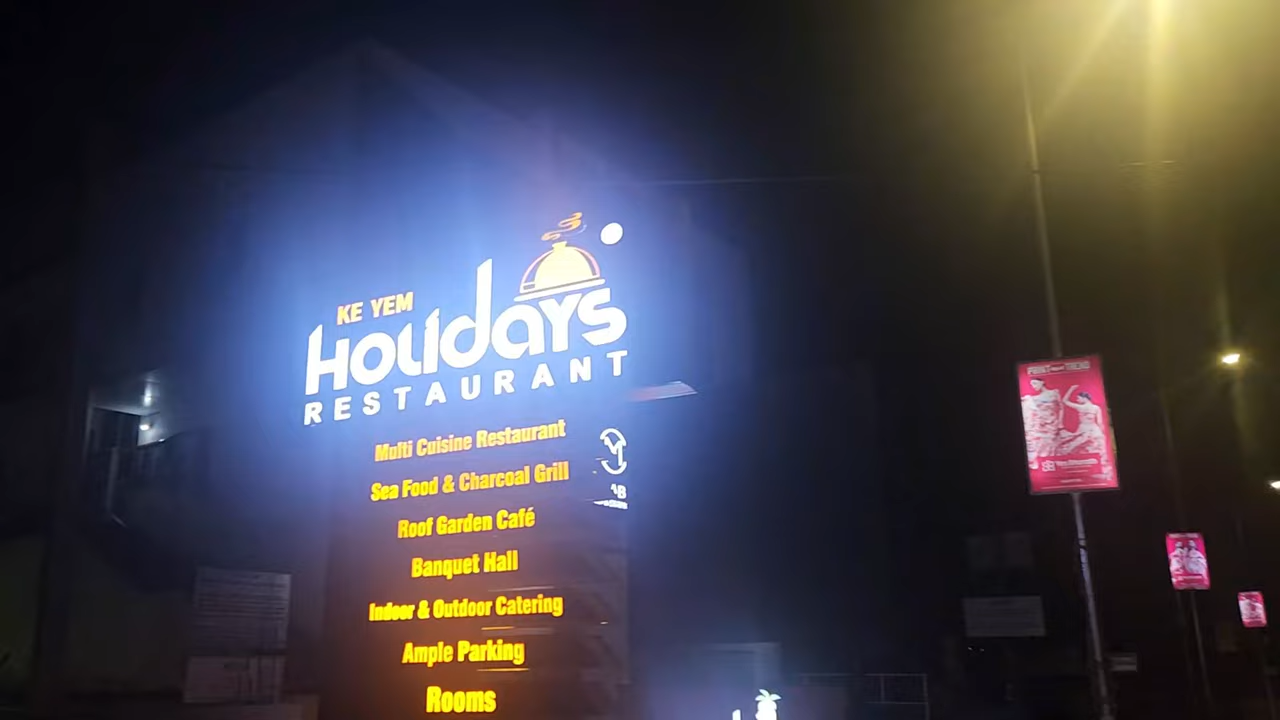 KE YEM
Holidays
RESTAURANT
Multi Cuisine Restaurant
Sea Food & Charcoal Grill
Roof Garden Café
Banquet Hall
Indoor & Outdoor Catering
Ample Parking
Rooms